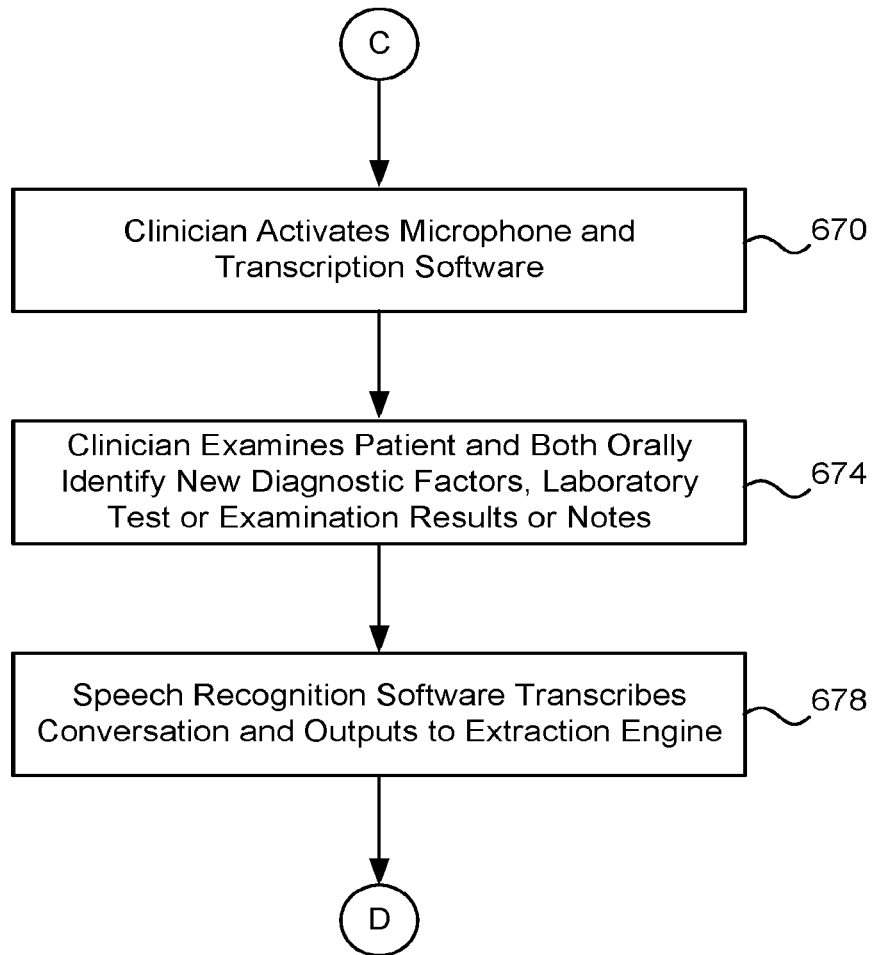 C
Clinician Activates Microphone and
Transcription Software
670
Clinician Examines Patient and Both Orally
Identify New Diagnostic Factors, Laboratory
Test or Examination Results or Notes
674
Speech Recognition Software Transcribes
Conversation and Outputs to Extraction Engine
678
D